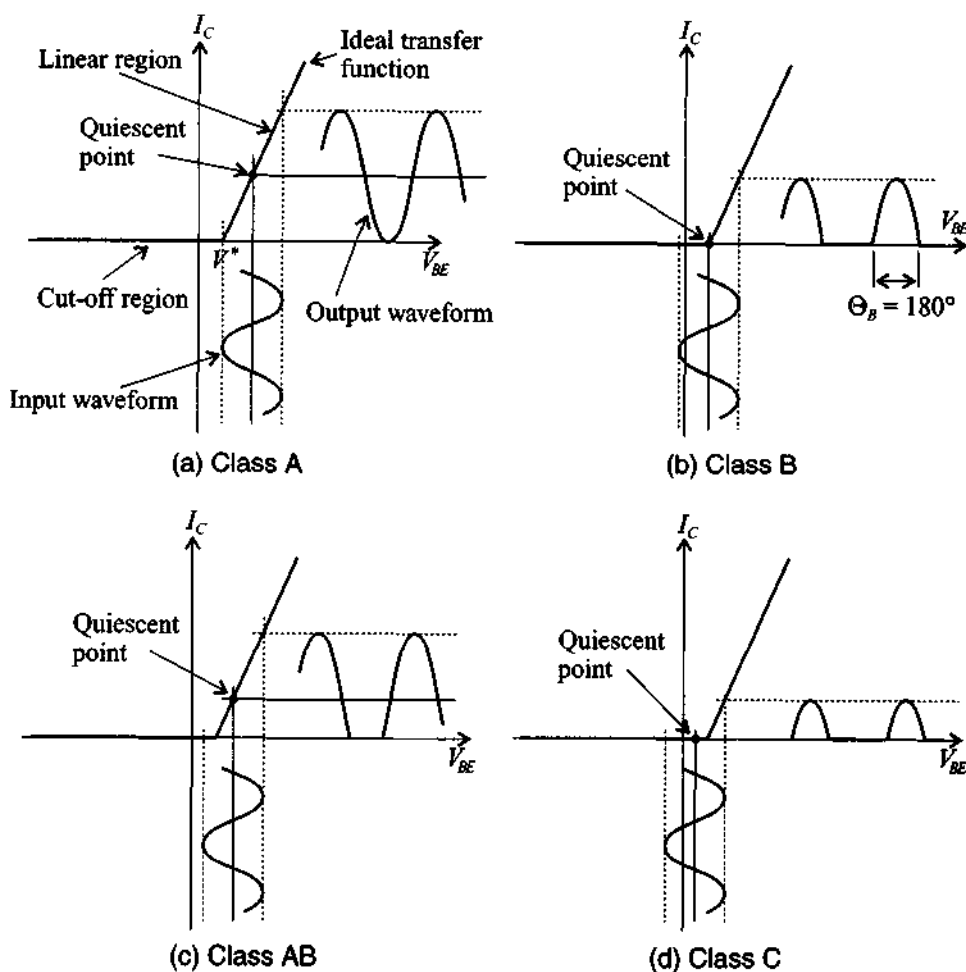 I_C
Linear region
Ideal transfer
function
Quiescent
point
V*
V_BE
Cut-off region
Output waveform
Input waveform
(a) Class A
I_C
Quiescent
point
V_BE
Θ_B = 180°
(b) Class B
I_C
Quiescent
point
V_BE
(c) Class AB
I_C
Quiescent
point
V_BE
(d) Class C